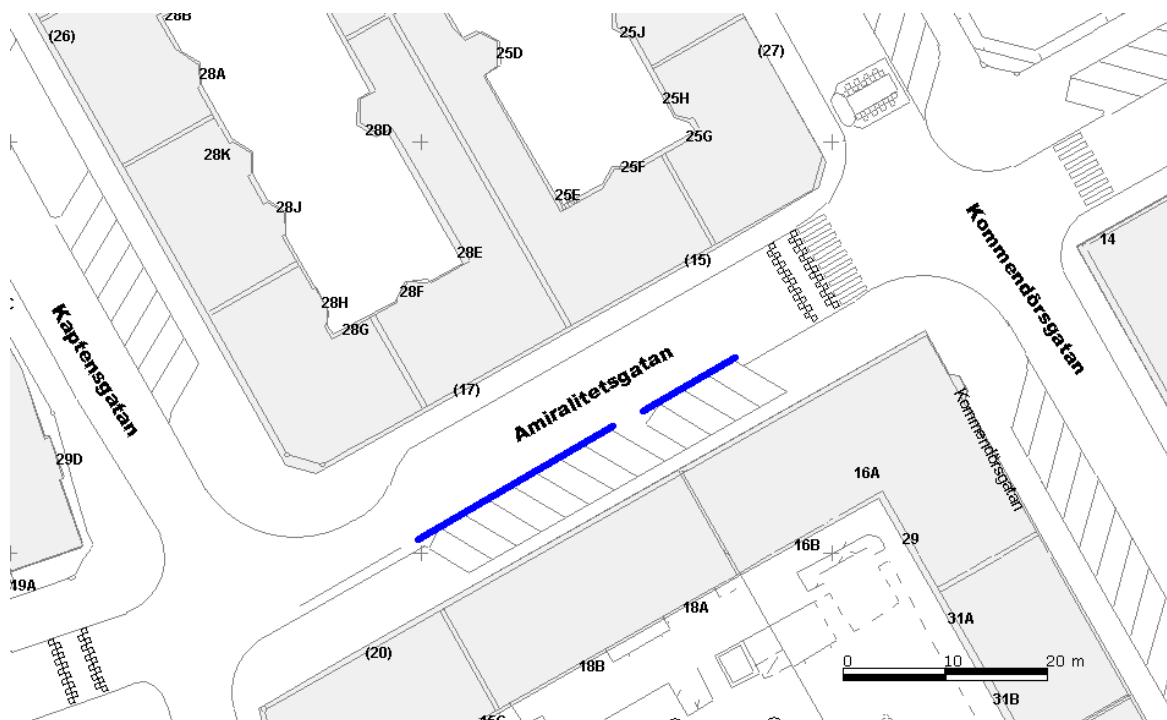 28B
(26)
25J
(27)
25D
28A
25H
28D
25G
28K
25F
25E
28J
Kommendörsgatan
14
28E
(15)
28F
28H
28G
Kaptensgatan
Amiralitetsgatan
(17)
Kommendörsgatan
29D
16A
16B
29
19A
18A
31A
(20)
18B
0 10 20 m
31B